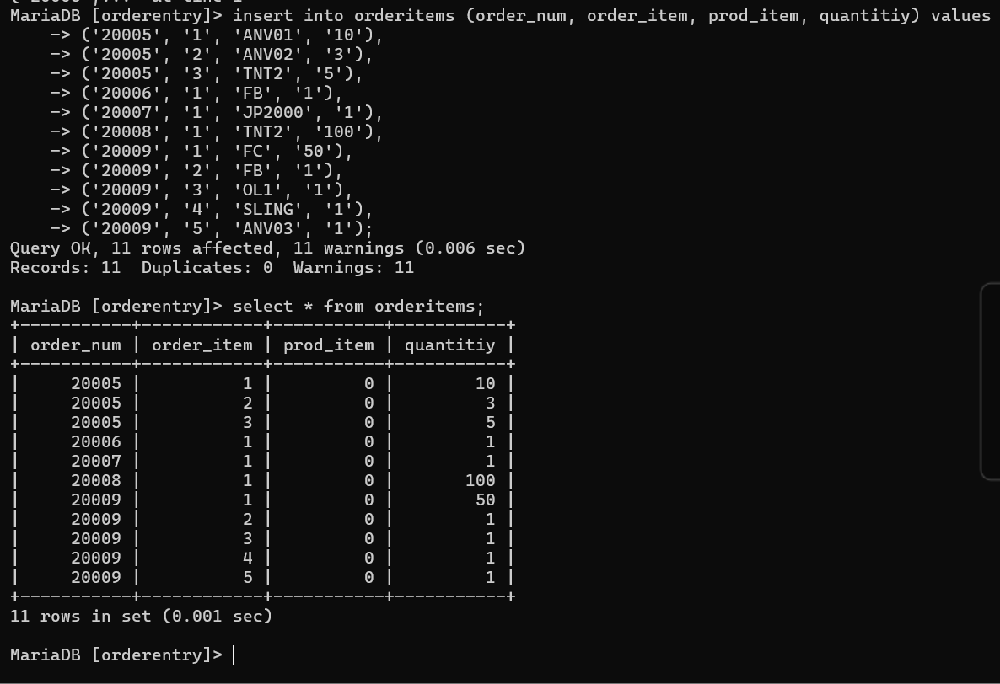 MariaDB [orderentry]> insert into orderitems (order_num, order_item, prod_item, quantitiy) values
    -> ('20005', '1', 'ANV01', '10'),
    -> ('20005', '2', 'ANV02', '3'),
    -> ('20005', '3', 'TNT2', '5'),
    -> ('20006', '1', 'FB', '1'),
    -> ('20007', '1', 'JP2000', '1'),
    -> ('20008', '1', 'TNT2', '100'),
    -> ('20009', '1', 'FC', '50'),
    -> ('20009', '2', 'FB', '1'),
    -> ('20009', '3', 'OL1', '1'),
    -> ('20009', '4', 'SLING', '1'),
    -> ('20009', '5', 'ANV03', '1');
Query OK, 11 rows affected, 11 warnings (0.006 sec)
Records: 11  Duplicates: 0  Warnings: 11

MariaDB [orderentry]> select * from orderitems;
+-----------+------------+-----------+-----------+
| order_num | order_item | prod_item | quantitiy |
+-----------+------------+-----------+-----------+
|     20005 |          1 |         0 |        10 |
|     20005 |          2 |         0 |         3 |
|     20005 |          3 |         0 |         5 |
|     20006 |          1 |         0 |         1 |
|     20007 |          1 |         0 |         1 |
|     20008 |          1 |         0 |       100 |
|     20009 |          1 |         0 |        50 |
|     20009 |          2 |         0 |         1 |
|     20009 |          3 |         0 |         1 |
|     20009 |          4 |         0 |         1 |
|     20009 |          5 |         0 |         1 |
+-----------+------------+-----------+-----------+
11 rows in set (0.001 sec)

MariaDB [orderentry]>